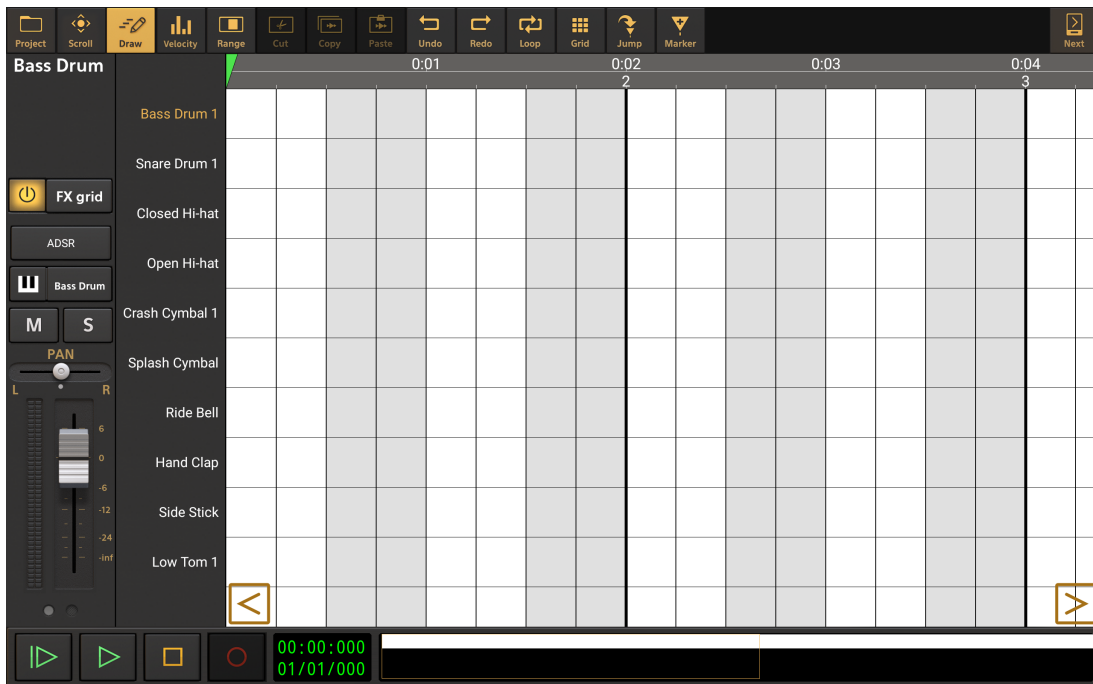 Project Scroll Draw Velocity Range Cut Copy Paste Undo Redo Loop Grid Jump Marker Next
Bass Drum
0:01 0:02 0:03 0:04
2 3
Bass Drum 1
Snare Drum 1
FX grid
Closed Hi-hat
ADSR
Open Hi-hat
Bass Drum
Crash Cymbal 1
M S
PAN
Splash Cymbal
L R
Ride Bell
6
0
Hand Clap
-6
-12
Side Stick
-24
-inf
Low Tom 1
< >
00:00:000
01/01/000